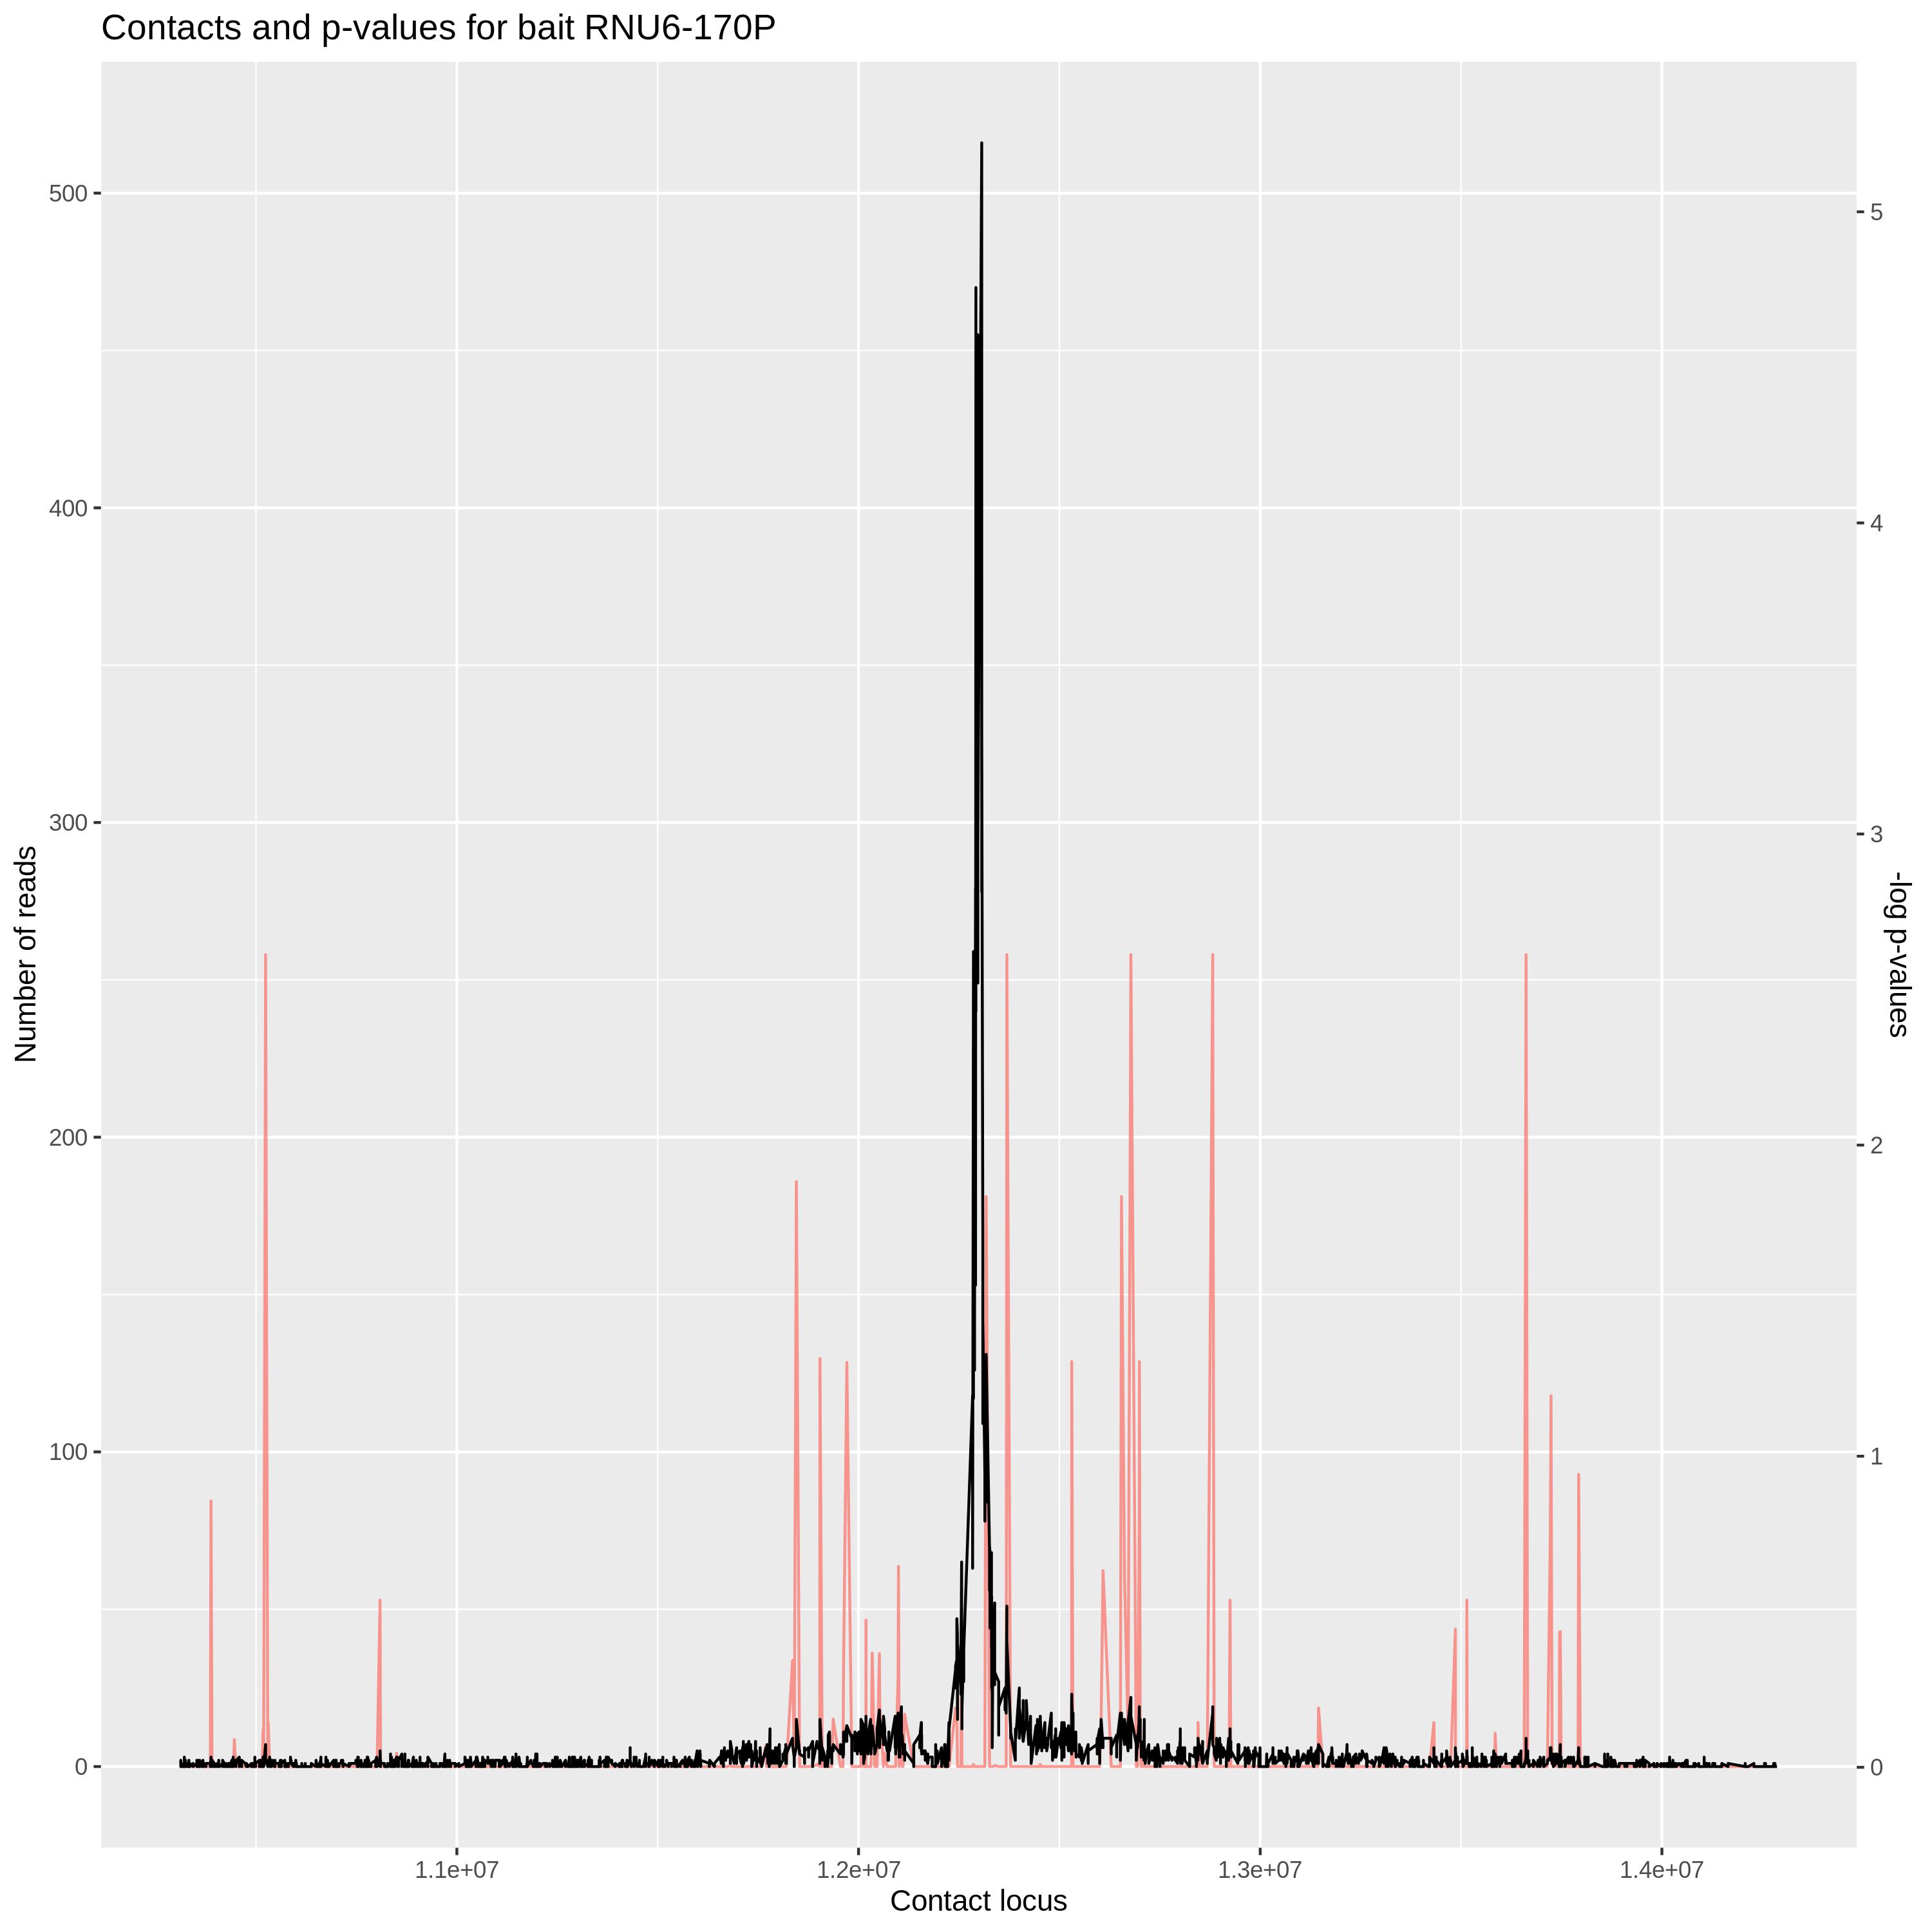 Contacts and p-values for bait RNU6-170P
500
400
300
200
100
0
Number of reads
5
4
3
2
1
0
-log p-values
1.1e+07
1.2e+07
1.3e+07
1.4e+07
Contact locus